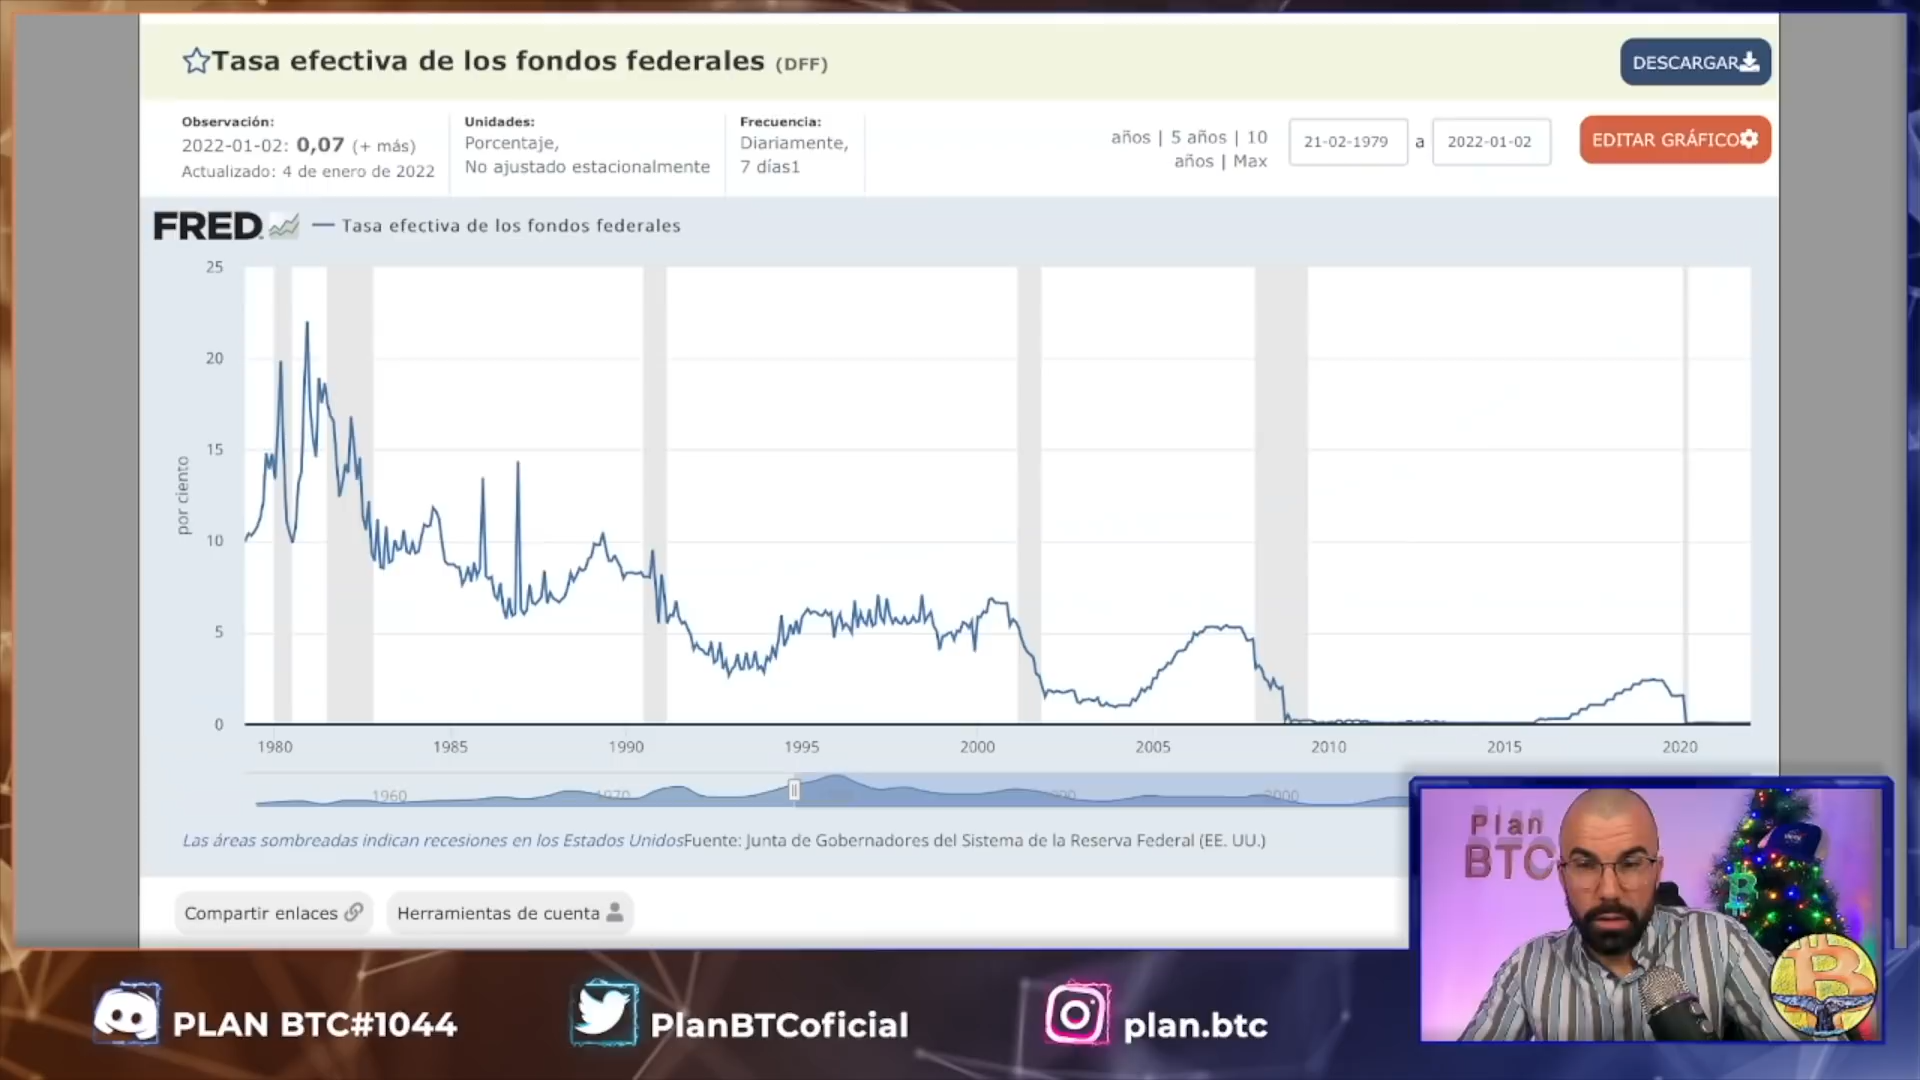 Tasa efectiva de los fondos federales (DFF)
DESCARGAR
Observación:
2022-01-02: 0,07 (+ más)
Actualizado: 4 de enero de 2022
Unidades:
Porcentaje,
No ajustado estacionalmente
Frecuencia:
Diariamente,
7 días1
años | 5 años | 10
años | Max
21-02-1979 a 2022-01-02
EDITAR GRÁFICO
FRED
Tasa efectiva de los fondos federales
25
20
15
10
5
0
por ciento
1980 1985 1990 1995 2000 2005 2010 2015 2020
1960 1970 2000
Las áreas sombreadas indican recesiones en los Estados UnidosFuente: Junta de Gobernadores del Sistema de la Reserva Federal (EE. UU.)
Compartir enlaces
Herramientas de cuenta
Plan
BTC
PLAN BTC#1044
PlanBTCoficial
plan.btc